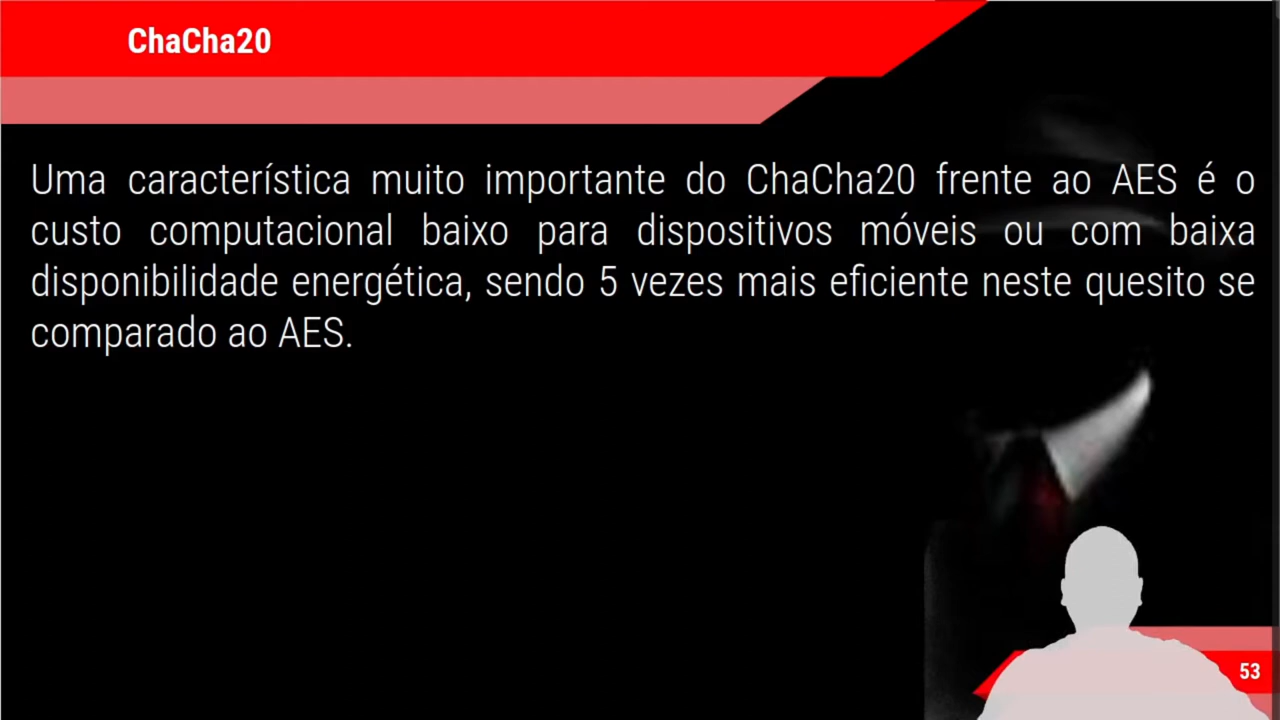 ChaCha20
Uma característica muito importante do ChaCha20 frente ao AES é o
custo computacional baixo para dispositivos móveis ou com baixa
disponibilidade energética, sendo 5 vezes mais eficiente neste quesito se
comparado ao AES.
53